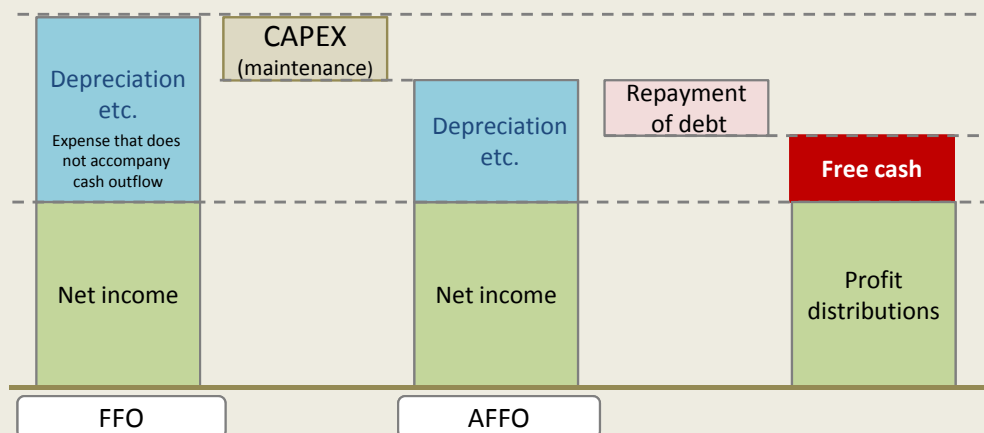 Depreciation
etc.
Expense that does
not accompany
cash outflow
Net income
FFO
CAPEX
(maintenance)
Depreciation
etc.
Net income
AFFO
Repayment
of debt
Free cash
Profit
distributions